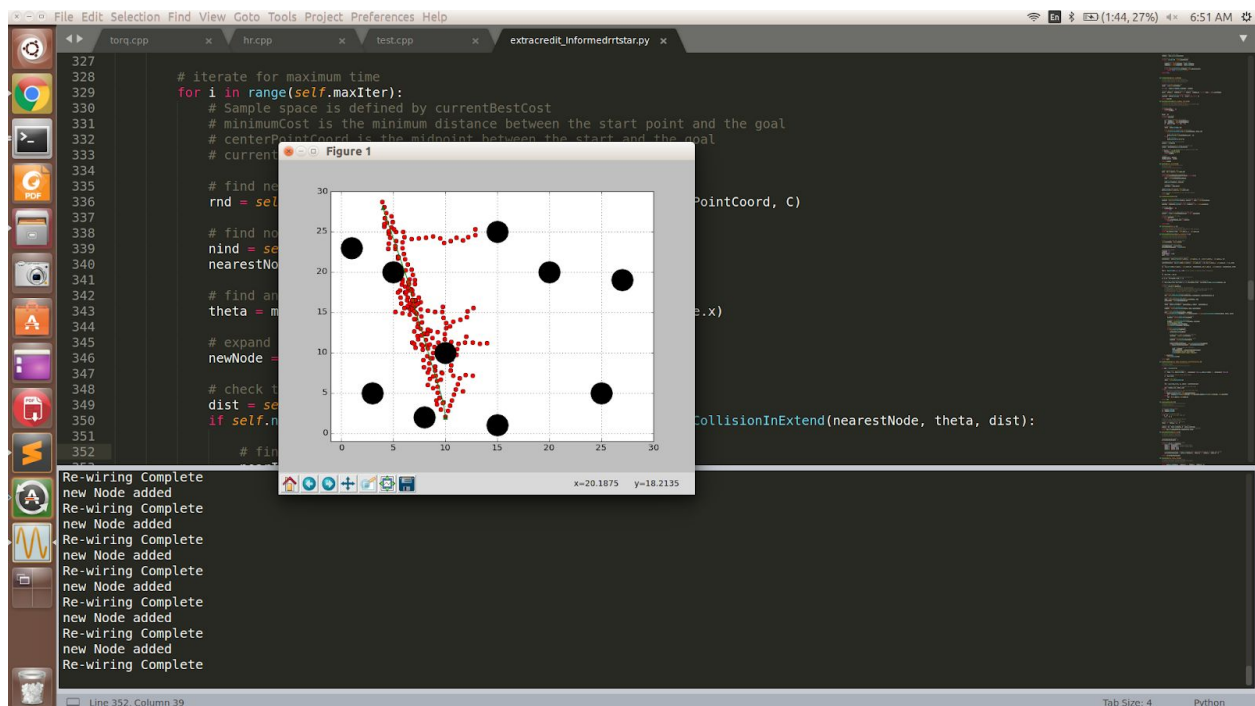 File Edit Selection Find View Goto Tools Project Preferences Help
En (1:44, 27%) 6:51 AM
torq.cpp × hr.cpp × test.cpp × extracredit_Informedrrtstar.py ×
327
328 # iterate for maximum time
329 for i in range(self.maxIter):
330 # Sample space is defined by currentBestCost
331 # minimumCost is the minimum distance between the start point and the goal
332 # centerPointCoord is the midpoint between the start and the goal
333 # current
334
335 # find ne
336 rnd = sel PointCoord, C)
337
338 # find no
339 nind = se
340 nearestNo
341
342 # find an
343 theta = m e.x)
344
345 # expand
346 newNode =
347
348 # check t
349 dist = se
350 if self.n CollisionInExtend(nearestNode, theta, dist):
351
352 # fin
Figure 1
30
25
20
15
10
5
0
0 5 10 15 20 25 30
x=20.1875 y=18.2135
Re-wiring Complete
new Node added
Re-wiring Complete
new Node added
Re-wiring Complete
new Node added
Re-wiring Complete
new Node added
Re-wiring Complete
new Node added
Re-wiring Complete
new Node added
Re-wiring Complete
Line 352, Column 39 Tab Size: 4 Python
PDF
PDF